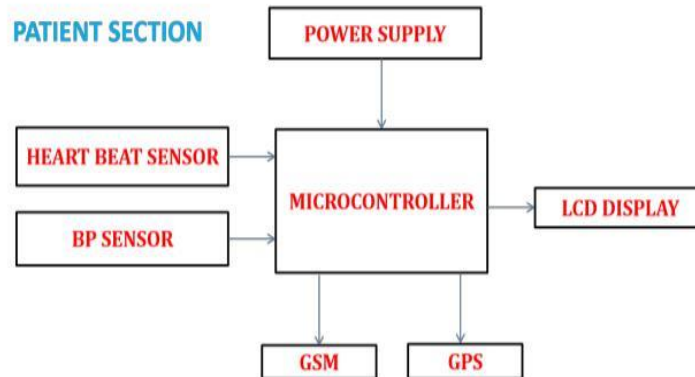 PATIENT SECTION
POWER SUPPLY
HEART BEAT SENSOR
MICROCONTROLLER
LCD DISPLAY
BP SENSOR
GSM
GPS